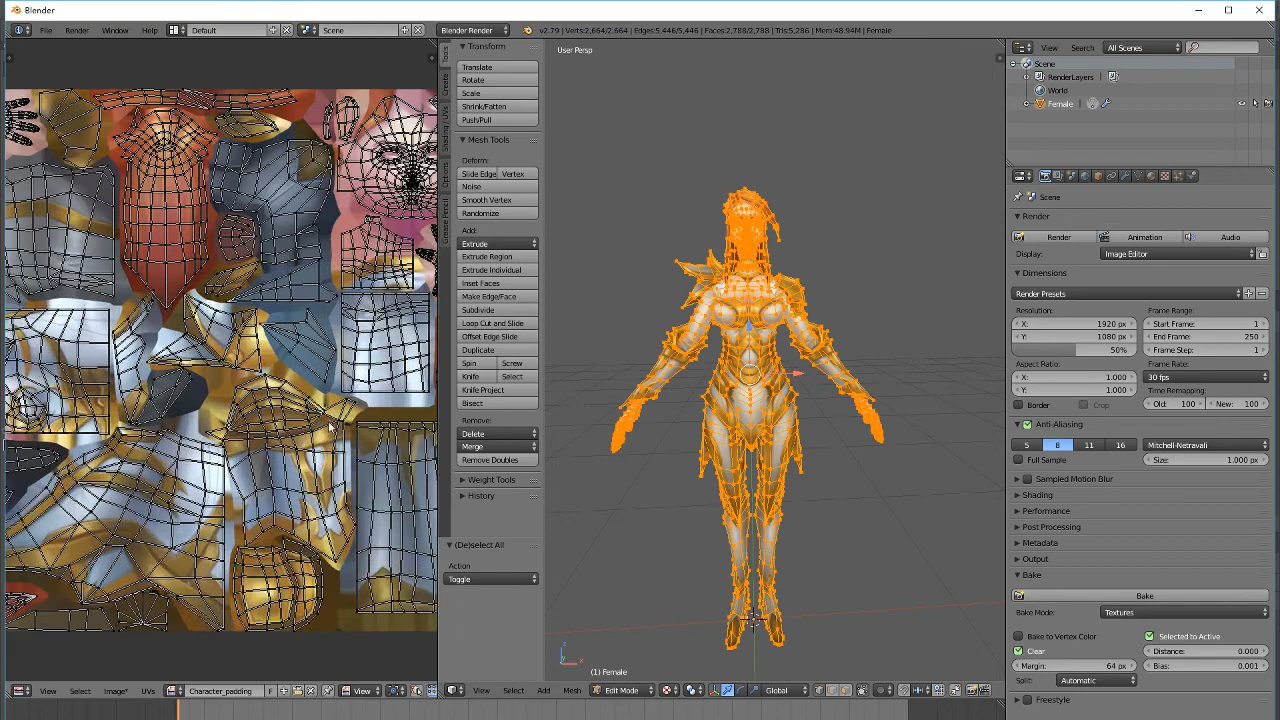 Blender
File Render Window Help Default Scene Blender Render v2.79 | Verts:2,664/2,664 | Edges:5,446/5,446 | Faces:2,788/2,788 | Tris:5,286 | Mem:48.94M | Female
Tools
Create
Shading / UVs
Options
Grease Pencil
Transform
Translate
Rotate
Scale
Shrink/Fatten
Push/Pull
Mesh Tools
Deform:
Slide Edge Vertex
Noise
Smooth Vertex
Randomize
Add:
Extrude
Extrude Region
Extrude Individual
Inset Faces
Make Edge/Face
Subdivide
Loop Cut and Slide
Offset Edge Slide
Duplicate
Spin Screw
Knife Select
Knife Project
Bisect
Remove:
Delete
Merge
Remove Doubles
Weight Tools
History
(De)select All
Action
Toggle
User Persp
z
y x
(1) Female
View Search All Scenes
Scene
RenderLayers
World
Female
Scene
Render
Render Animation Audio
Display: Image Editor
Dimensions
Render Presets
Resolution: Frame Range:
X: 1920 px Start Frame: 1
Y: 1080 px End Frame: 250
50% Frame Step: 1
Aspect Ratio: Frame Rate:
X: 1.000 30 fps
Y: 1.000 Time Remapping:
Border Crop Old: 100 New: 100
Anti-Aliasing
5 8 11 16 Mitchell-Netravali
Full Sample Size: 1.000 px
Sampled Motion Blur
Shading
Performance
Post Processing
Metadata
Output
Bake
Bake
Bake Mode: Textures
Bake to Vertex Color Selected to Active
Clear Distance: 0.000
Margin: 64 px Bias: 0.001
Split: Automatic
Freestyle
View Select Image* UVs Character_padding F View
View Select Add Mesh Edit Mode Global